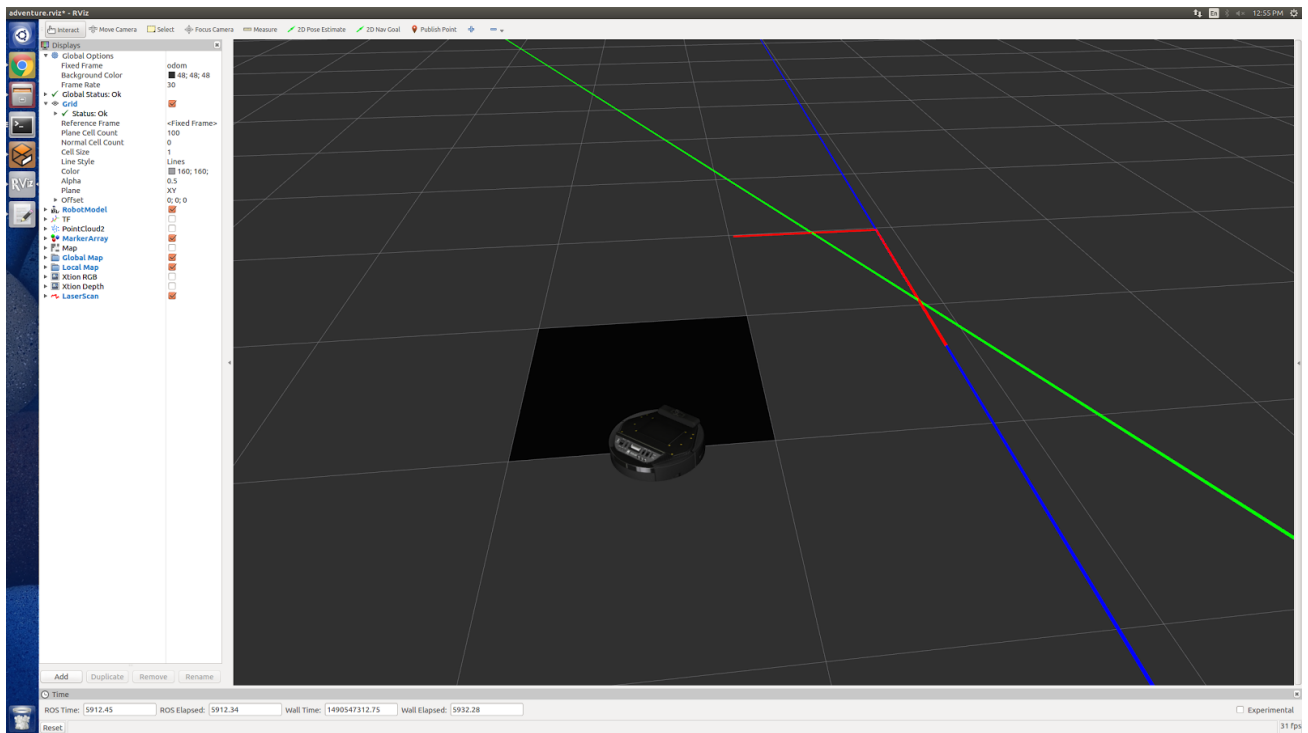 adventure.rviz* - RViz
En 12:55 PM
Interact Move Camera Select Focus Camera Measure 2D Pose Estimate 2D Nav Goal Publish Point
Displays
Global Options
Fixed Frame odom
Background Color 48; 48; 48
Frame Rate 30
Global Status: Ok
Grid
Status: Ok
Reference Frame <Fixed Frame>
Plane Cell Count 100
Normal Cell Count 0
Cell Size 1
Line Style Lines
Color 160; 160;
Alpha 0.5
Plane XY
Offset 0; 0; 0
RobotModel
TF
PointCloud2
MarkerArray
Map
Global Map
Local Map
Xtion RGB
Xtion Depth
LaserScan
RViz
Add Duplicate Remove Rename
Time
ROS Time: 5912.45 ROS Elapsed: 5912.34 Wall Time: 1490547312.75 Wall Elapsed: 5932.28 Experimental
Reset 31 fps